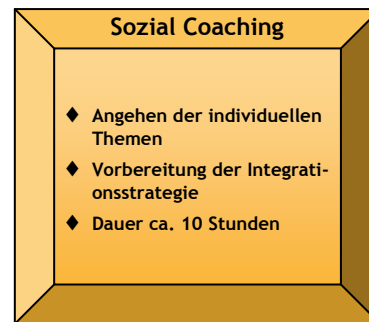 Sozial Coaching
♦ Angehen der individuellen
Themen
♦ Vorbereitung der Integrati-
onsstrategie
♦ Dauer ca. 10 Stunden